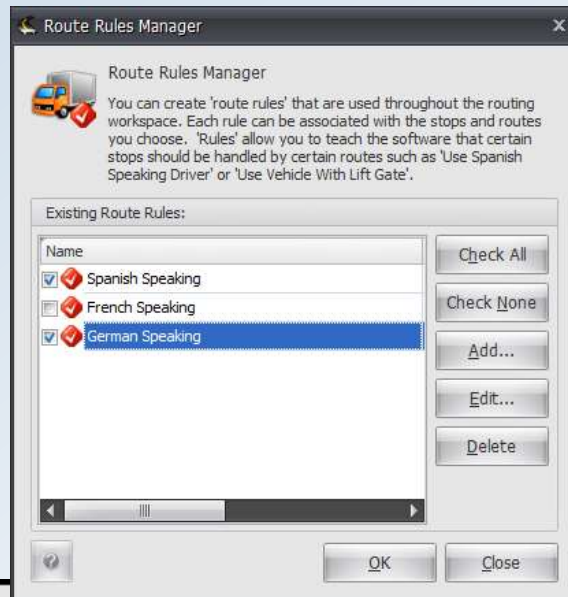 Route Rules Manager
Route Rules Manager
You can create 'route rules' that are used throughout the routing
workspace. Each rule can be associated with the stops and routes
you choose.  'Rules' allow you to teach the software that certain
stops should be handled by certain routes such as 'Use Spanish
Speaking Driver' or 'Use Vehicle With Lift Gate'.
Existing Route Rules:
Name
Spanish Speaking
French Speaking
German Speaking
Check All
Check None
Add...
Edit...
Delete
OK
Close